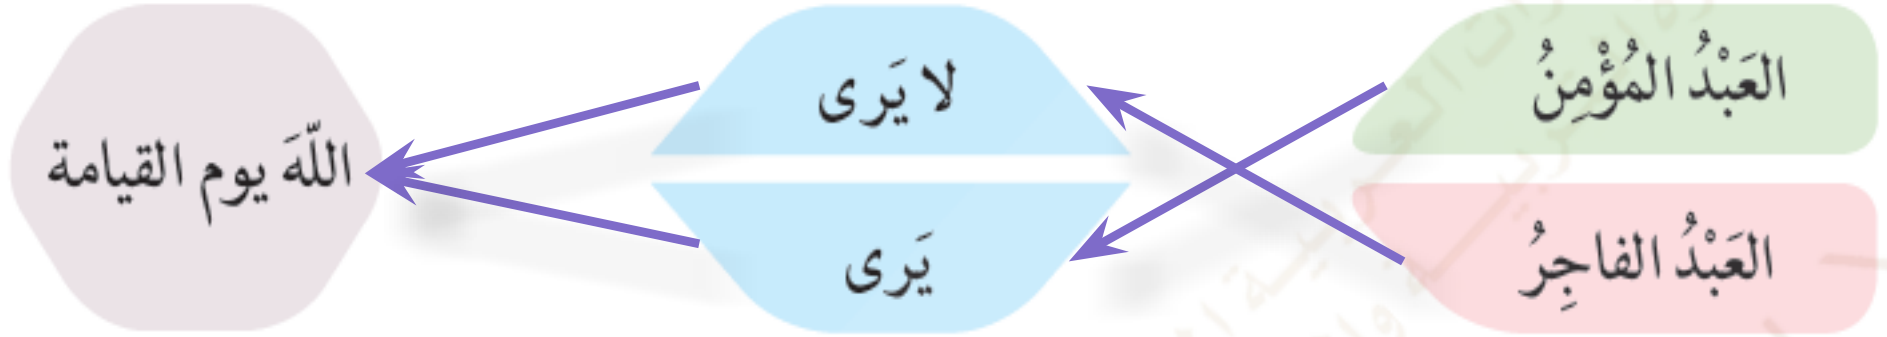 العَبْدُ المُؤْمِنُ
العَبْدُ الفاجِرُ
لا يَرى
يَرى
اللّهَ يوم القيامة